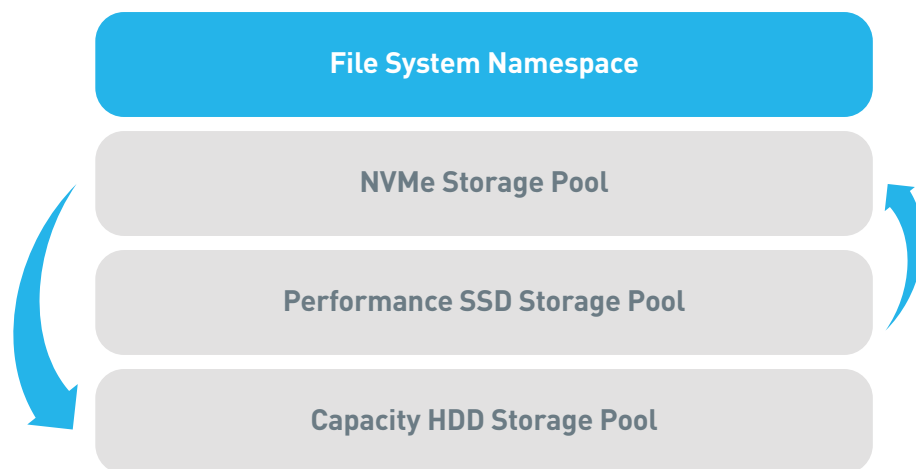 File System Namespace
NVMe Storage Pool
Performance SSD Storage Pool
Capacity HDD Storage Pool